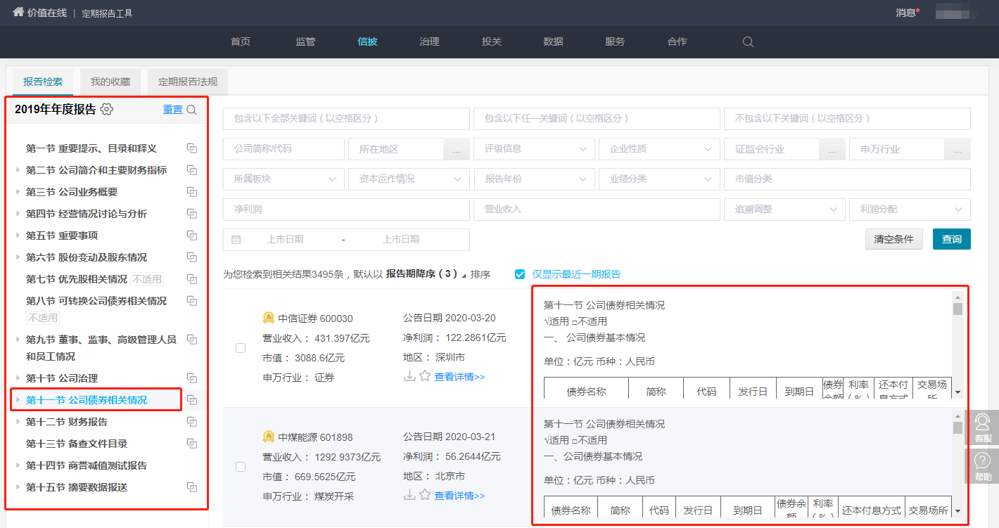 价值在线 | 定期报告工具
消息
首页 监管 信披 治理 投关 数据 服务 合作
报告检索 我的收藏 定期报告法规
2019年年度报告 重置
第一节 重要提示、目录和释义
第二节 公司简介和主要财务指标
第三节 公司业务概要
第四节 经营情况讨论与分析
第五节 重要事项
第六节 股份变动及股东情况
第七节 优先股相关情况 不适用
第八节 可转换公司债券相关情况
不适用
第九节 董事、监事、高级管理人员
和员工情况
第十节 公司治理
第十一节 公司债券相关情况
第十二节 财务报告
第十三节 备查文件目录
第十四节 商誉减值测试报告
第十五节 摘要数据报送
包含以下全部关键词（以空格区分） 包含以下任一关键词（以空格区分） 不包含以下关键词（以空格区分）
公司简称/代码 所在地区 ... 评级信息 企业性质 证监会行业 ... 申万行业 ...
所属板块 资本运作情况 报告年份 业绩分类 市值分类
净利润 营业收入 追溯调整 利润分配
上市日期 - 上市日期 清空条件 查询
为您检索到相关结果3495条，默认以 报告期降序（3） 排序 仅显示最近一期报告
中信证券 600030 公告日期 2020-03-20
营业收入： 431.397亿元 净利润： 122.2861亿元
市值： 3088.6亿元 地区： 深圳市
申万行业： 证券 查看详情>>
第十一节 公司债券相关情况
√适用 □不适用
一、 公司债券基本情况
单位：亿元 币种：人民币
债券名称 简称 代码 发行日 到期日 债券余额 利率（%） 还本付息方式 交易场所
中煤能源 601898 公告日期 2020-03-21
营业收入： 1292.9373亿元 净利润： 56.2644亿元
市值： 669.5625亿元 地区： 北京市
申万行业： 煤炭开采 查看详情>>
第十一节 公司债券相关情况
√适用 □不适用
一、公司债券基本情况
单位：亿元 币种：人民币
债券名称 简称 代码 发行日 到期日 债券余额 利率（%） 还本付息方式 交易场所
客服
帮助